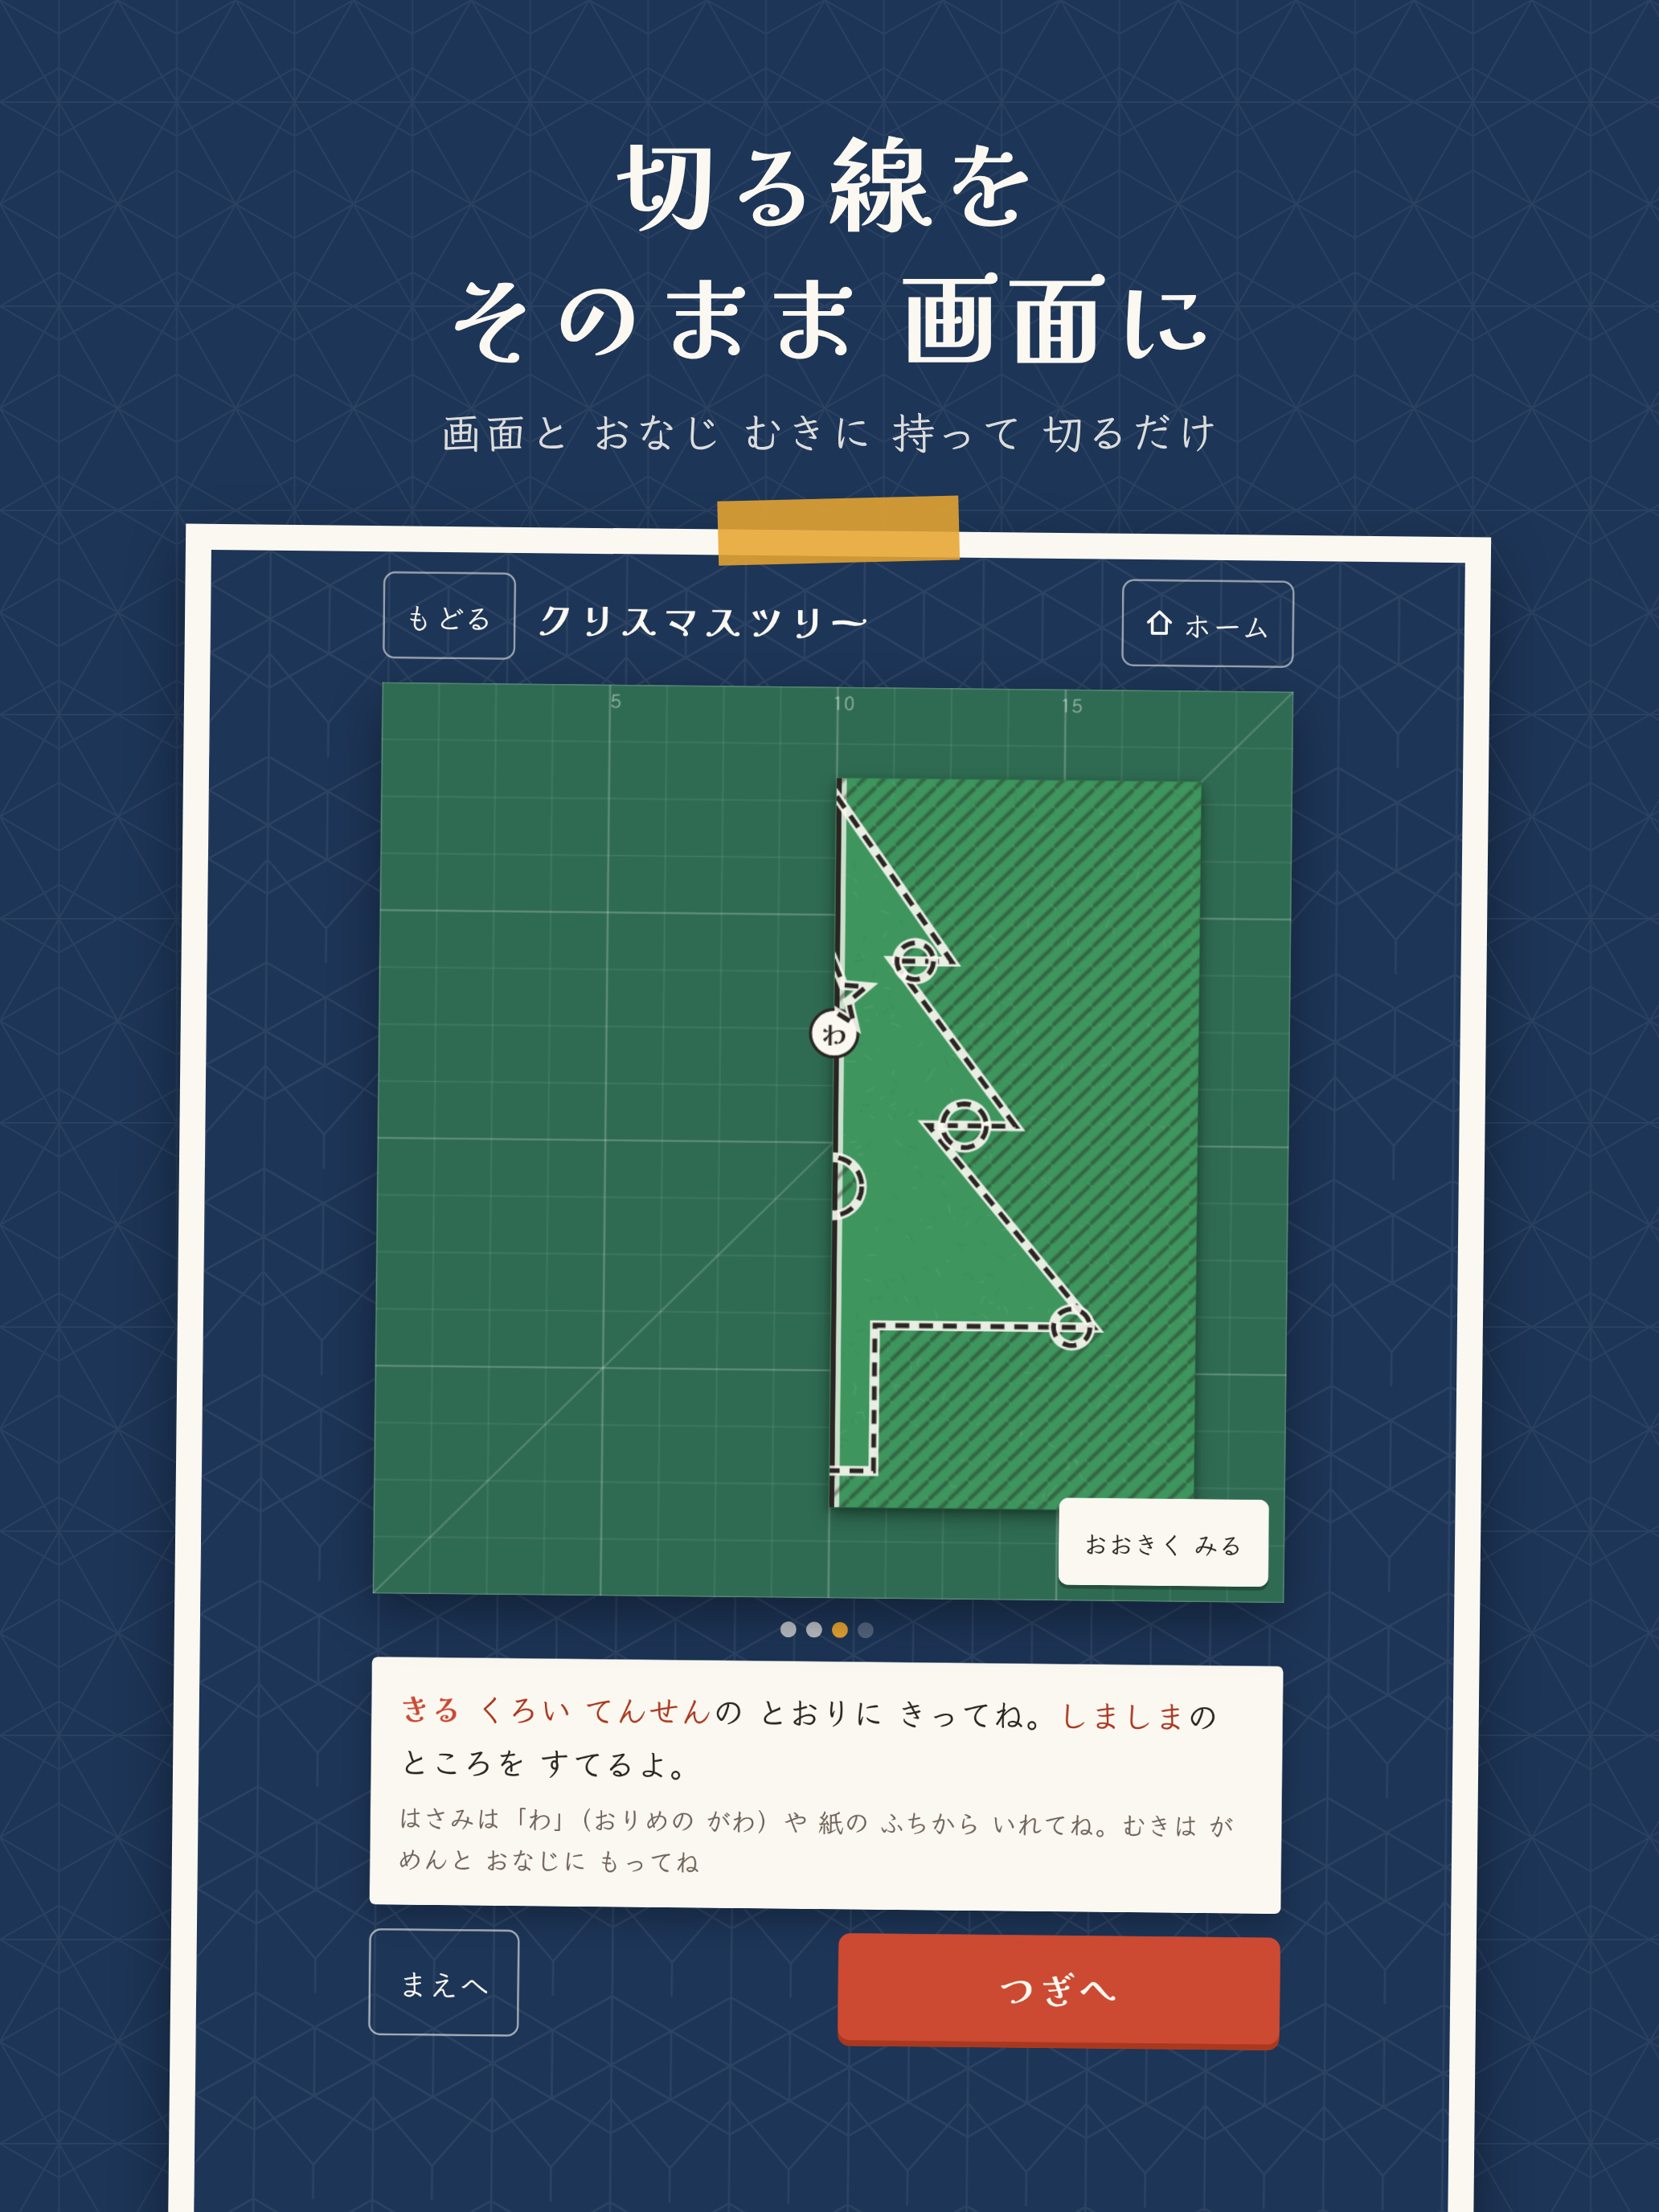 切る線を
そのまま 画面に
画面と おなじ むきに 持って 切るだけ
もどる
クリスマスツリー
ホーム
5
10
15
わ
おおきく みる
きる くろい てんせんの とおりに きってね。しましまの
ところを すてるよ。
はさみは「わ」（おりめの がわ）や 紙の ふちから いれてね。むきは が
めんと おなじに もってね
まえへ
つぎへ